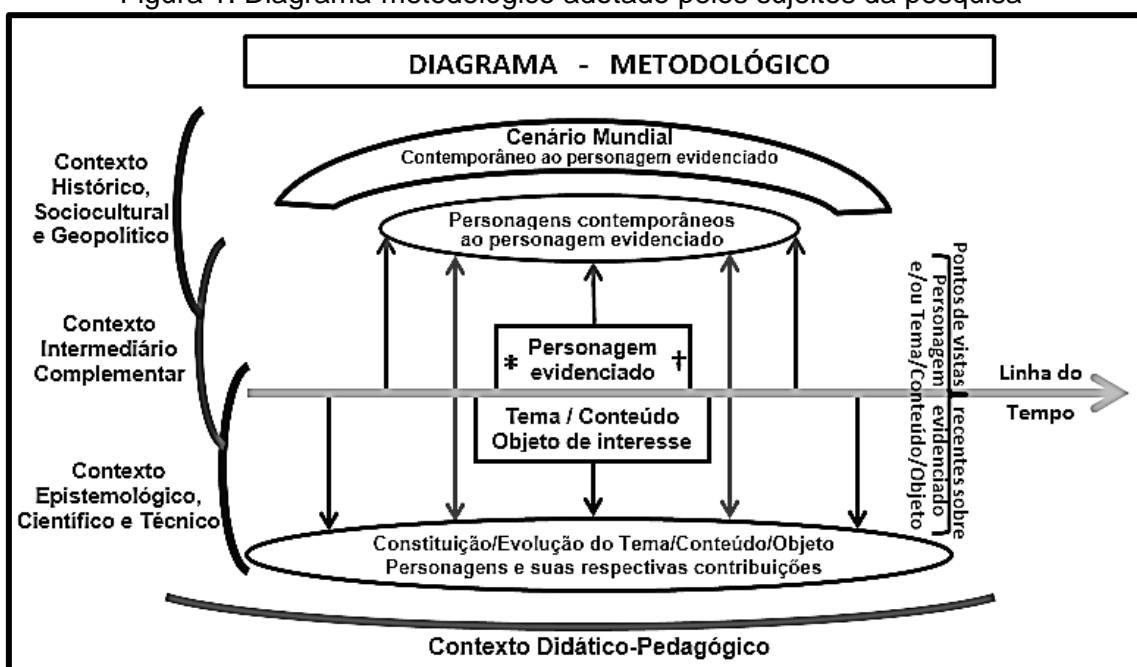 Figura 1. Diagrama metodológico adotado pelos sujeitos da pesquisa
DIAGRAMA - METODOLÓGICO
Cenário Mundial
Contemporâneo ao personagem evidenciado
Contexto
Histórico,
Sociocultural
e Geopolítico
Personagens contemporâneos
ao personagem evidenciado
Contexto
Intermediário
Complementar
* Personagem †
evidenciado
Tema / Conteúdo
Objeto de interesse
Pontos de vistas recentes sobre
Personagem evidenciado
e/ou Tema/Conteúdo/Objeto
Linha do
Tempo
Contexto
Epistemológico,
Científico e Técnico
Constituição/Evolução do Tema/Conteúdo/Objeto
Personagens e suas respectivas contribuições
Contexto Didático-Pedagógico